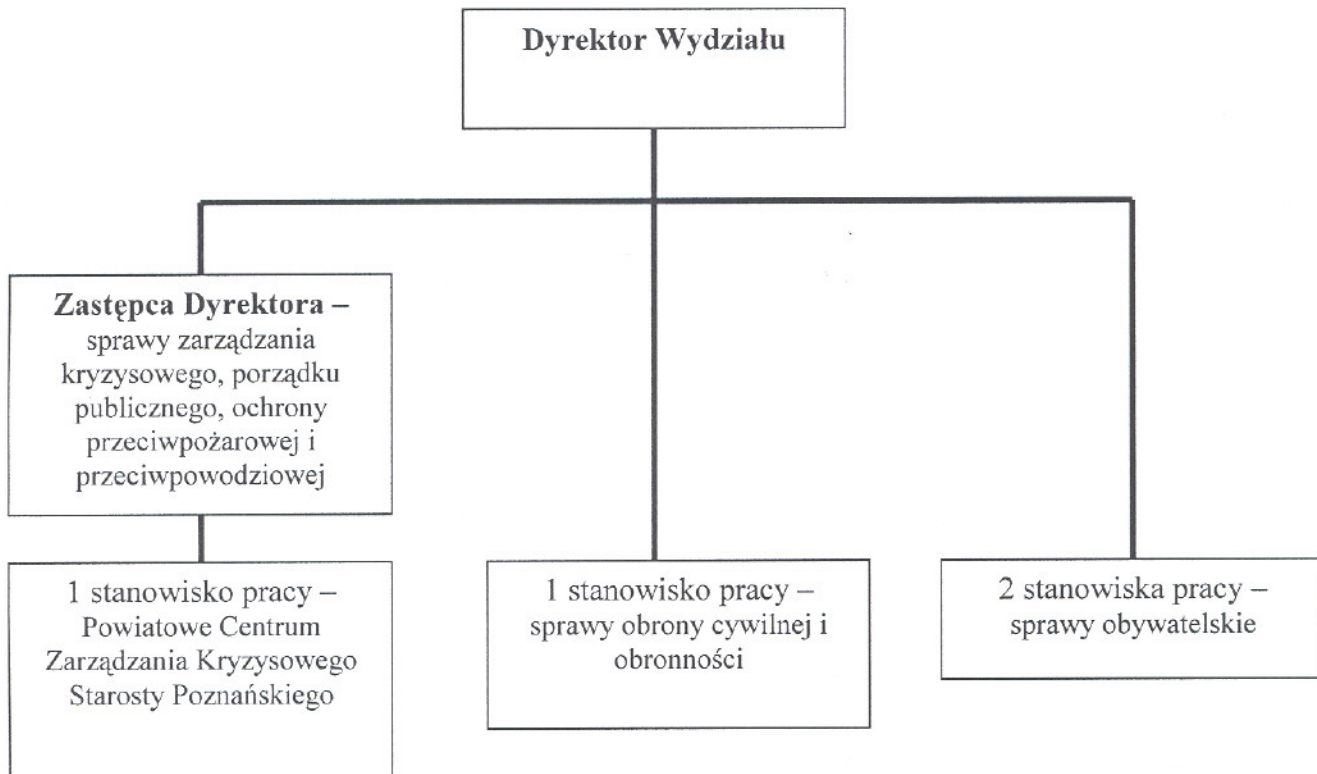 Dyrektor Wydziału
Zastępca Dyrektora –
sprawy zarządzania
kryzysowego, porządku
publicznego, ochrony
przeciwpożarowej i
przeciwpowodziowej
1 stanowisko pracy –
Powiatowe Centrum
Zarządzania Kryzysowego
Starosty Poznańskiego
1 stanowisko pracy –
sprawy obrony cywilnej i
obronności
2 stanowiska pracy –
sprawy obywatelskie